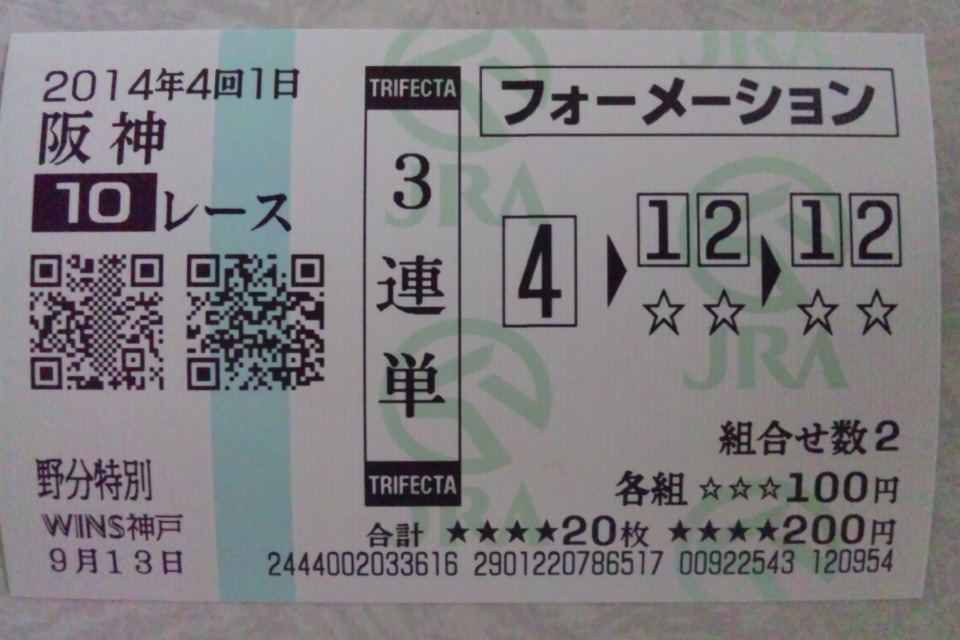 2014年4回1日
阪神
10レース
野分特別
WINS神戸
9月13日
TRIFECTA
3連単
TRIFECTA
フォーメーション
4 ▶ 1 2 ▶ 1 2
☆ ☆ ☆ ☆
組合せ数2
各組 ☆☆☆100円
合計 ★★★★20枚 ★★★★200円
2444002033616 2901220786517 00922543 120954
JRA
JRA
JRA
JRA